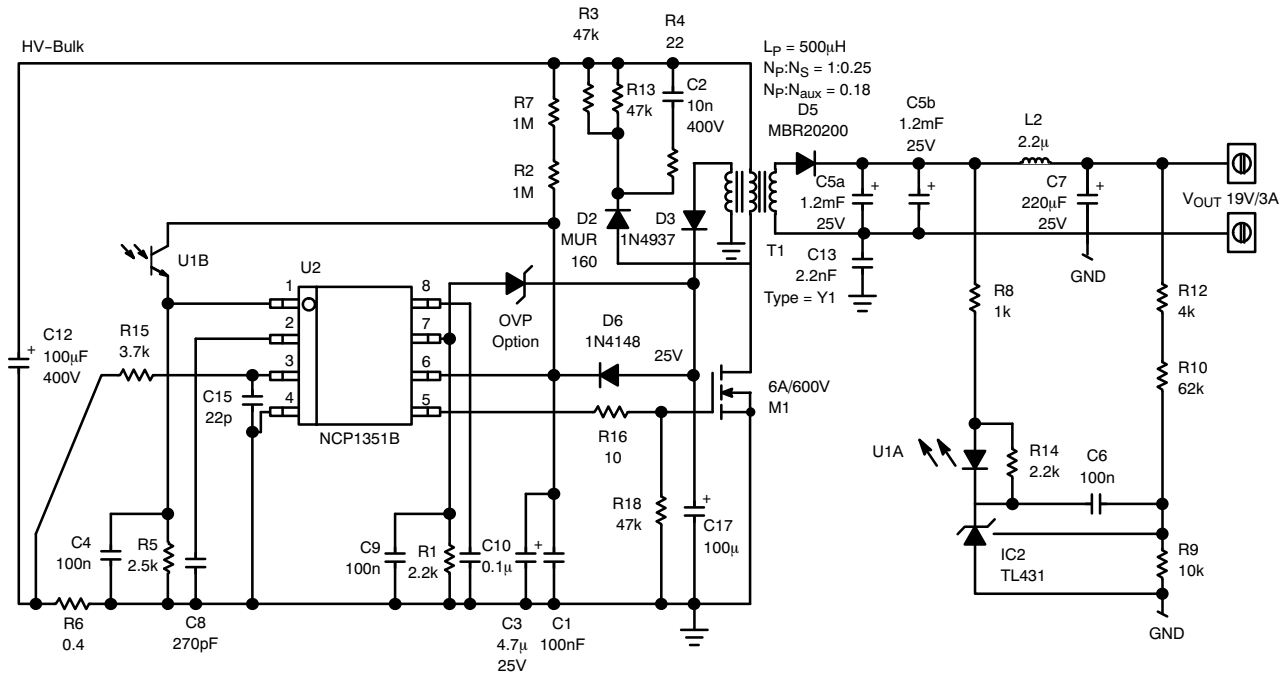 HV-Bulk
R3
47k
R4
22
LP = 500µH
NP:NS = 1:0.25
NP:Naux = 0.18
D5
MBR20200
C5b
1.2mF
25V
L2
2.2µ
R7
1M
R13
47k
C2
10n
400V
R2
1M
C5a
1.2mF
25V
C7
220µF
25V
VOUT 19V/3A
D2
MUR
160
1N4937
D3
T1
C13
2.2nF
Type = Y1
GND
U1B
U2
1
2
3
4
8
7
6
5
NCP1351B
OVP
Option
D6
1N4148
25V
R8
1k
R12
4k
C12
100µF
400V
R15
3.7k
C15
22p
R16
10
6A/600V
M1
R10
62k
U1A
R14
2.2k
C6
100n
R18
47k
C17
100µ
C4
100n
R5
2.5k
C9
100n
R1
2.2k
C10
0.1µ
IC2
TL431
R9
10k
R6
0.4
C8
270pF
C3
4.7µ
25V
C1
100nF
GND